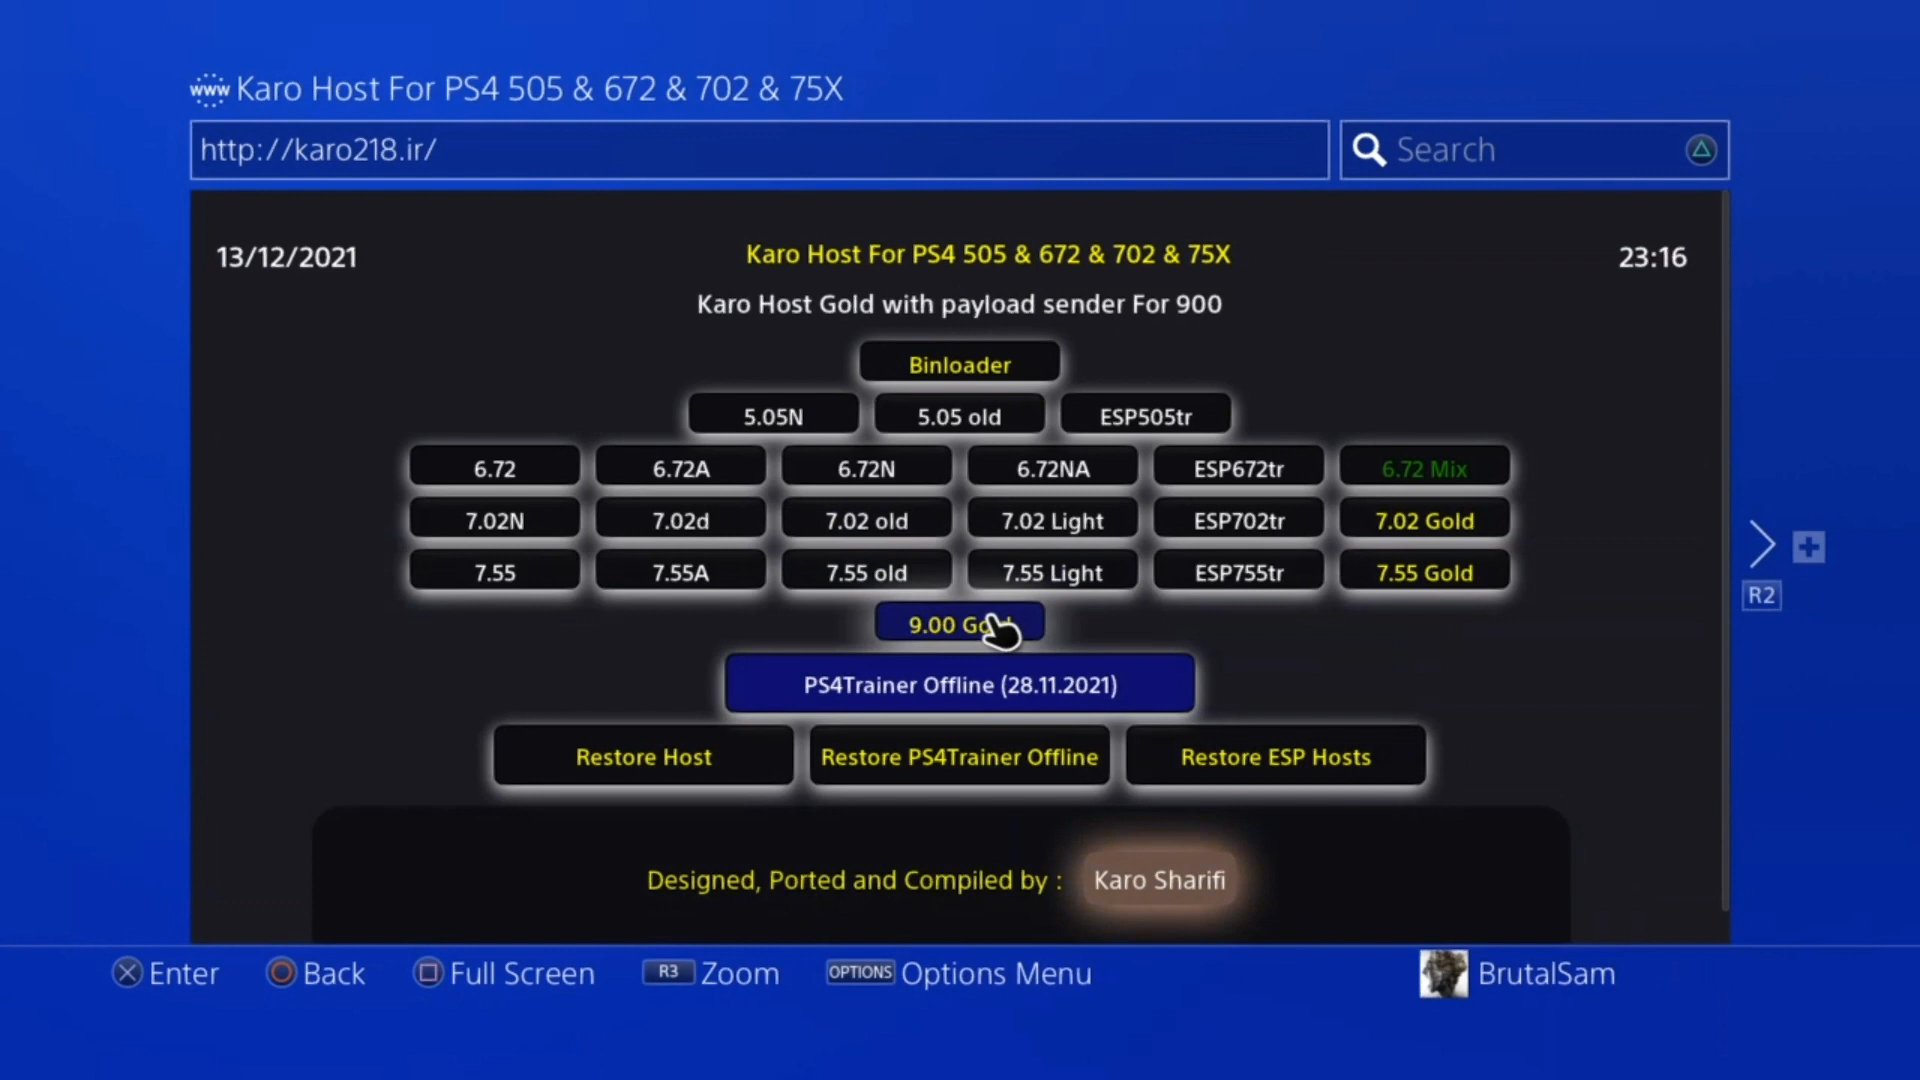 www Karo Host For PS4 505 & 672 & 702 & 75X
http://karo218.ir/ Search
13/12/2021 Karo Host For PS4 505 & 672 & 702 & 75X 23:16
Karo Host Gold with payload sender For 900
Binloader
5.05N 5.05 old ESP505tr
6.72 6.72A 6.72N 6.72NA ESP672tr 6.72 Mix
7.02N 7.02d 7.02 old 7.02 Light ESP702tr 7.02 Gold
7.55 7.55A 7.55 old 7.55 Light ESP755tr 7.55 Gold
R2
9.00
PS4Trainer Offline (28.11.2021)
Restore Host Restore PS4Trainer Offline Restore ESP Hosts
Designed, Ported and Compiled by : Karo Sharifi
Enter Back Full Screen R3 Zoom OPTIONS Options Menu BrutalSam